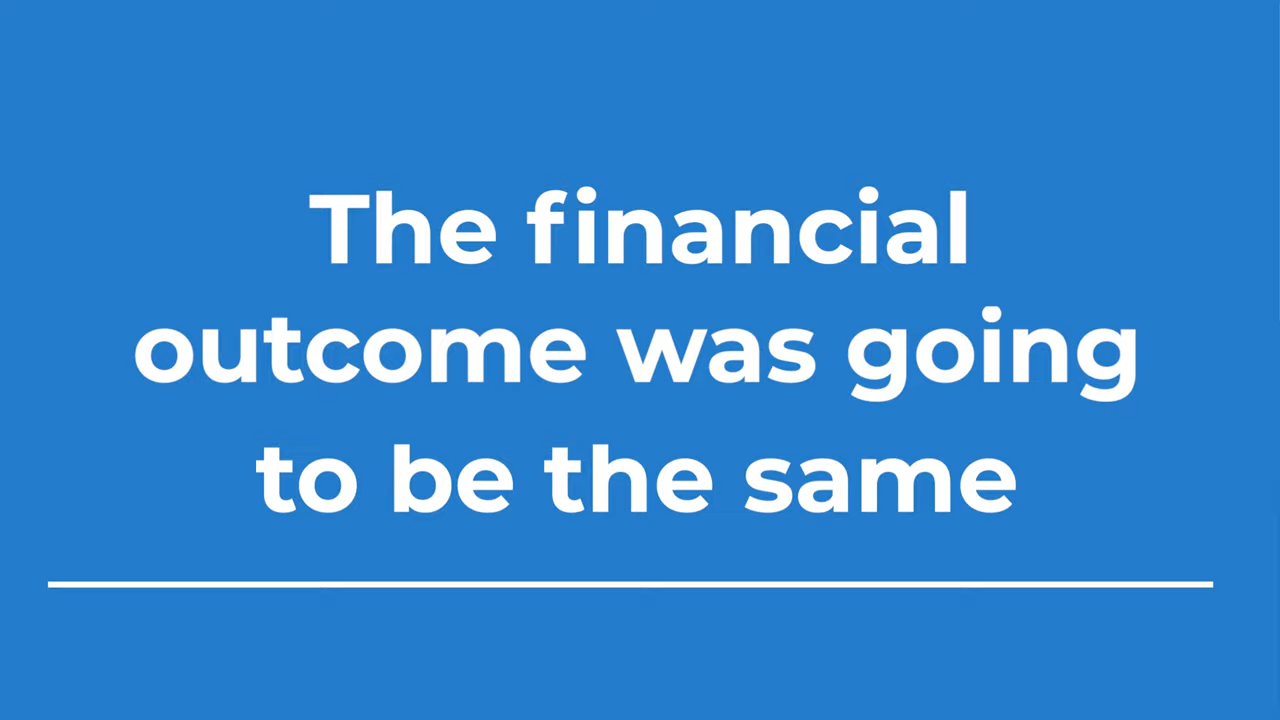 The financial
outcome was going
to be the same